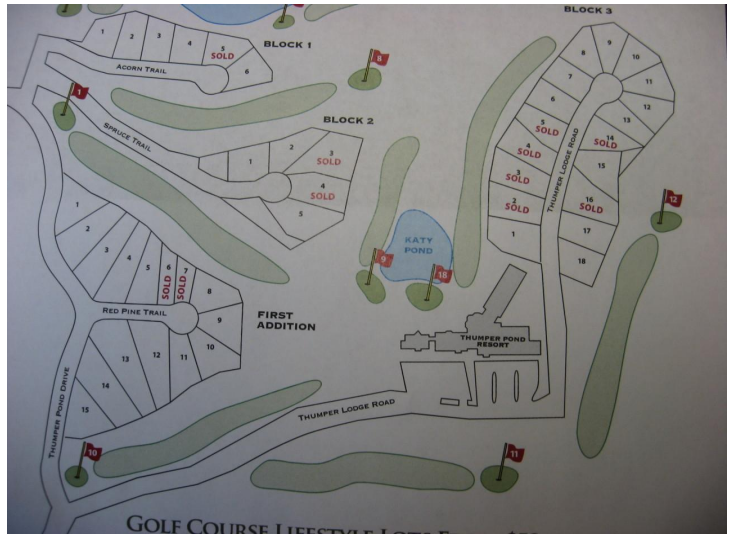 BLOCK 3
BLOCK 1
1
2
3
4
5
SOLD
6
ACORN TRAIL
8
1
SPRUCE TRAIL
BLOCK 2
1
2
3
SOLD
4
SOLD
5
1
2
3
4
5
6
SOLD
7
SOLD
8
9
10
11
12
13
14
15
RED PINE TRAIL
FIRST
ADDITION
THUMPER POND DRIVE
KATY
POND
9
18
1
2
SOLD
3
SOLD
4
SOLD
5
SOLD
6
7
8
9
10
11
12
13
14
SOLD
15
16
SOLD
17
18
THUMPER LODGE ROAD
12
THUMPER POND
RESORT
THUMPER LODGE ROAD
10
11
GOLF COURSE LIFESTYLE LOTS